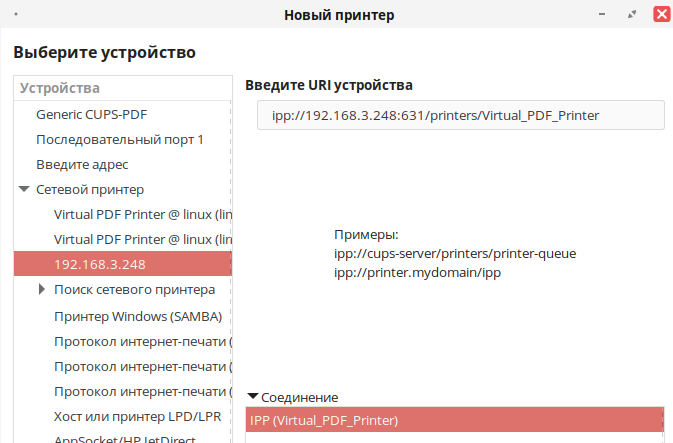 Новый принтер
Выберите устройство
Устройства
Generic CUPS-PDF
Последовательный порт 1
Введите адрес
Сетевой принтер
Virtual PDF Printer @ linux (lin
Virtual PDF Printer @ linux (lin
192.168.3.248
Поиск сетевого принтера
Принтер Windows (SAMBA)
Протокол интернет-печати (
Протокол интернет-печати (
Протокол интернет-печати (
Хост или принтер LPD/LPR
AppSocket/HP JetDirect
Введите URI устройства
ipp://192.168.3.248:631/printers/Virtual_PDF_Printer
Примеры:
ipp://cups-server/printers/printer-queue
ipp://printer.mydomain/ipp
Соединение
IPP (Virtual_PDF_Printer)